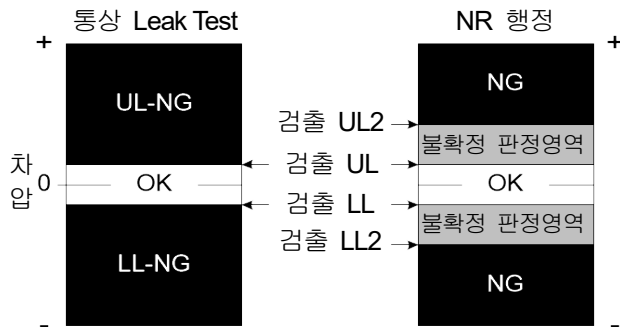 통상 Leak Test
NR 행정
+
+
UL-NG
NG
검출 UL2
불확정 판정영역
검출 UL
차압
0
OK
OK
검출 LL
불확정 판정영역
검출 LL2
LL-NG
NG
-
-